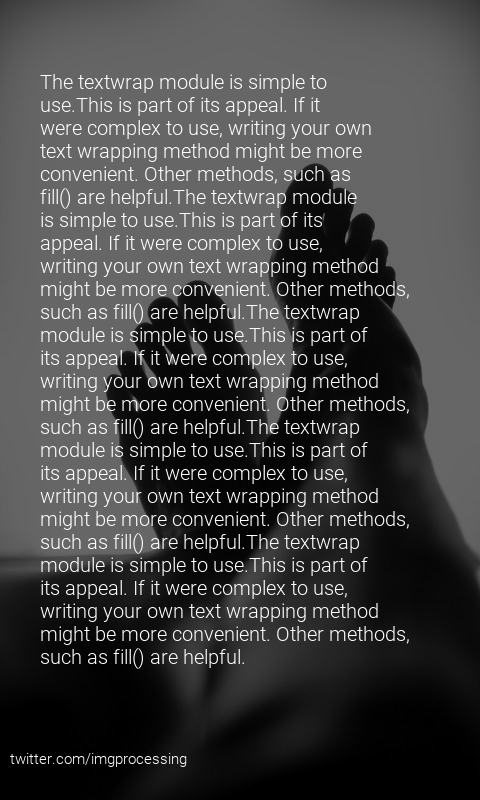 The textwrap module is simple to
use.This is part of its appeal. If it
were complex to use, writing your own
text wrapping method might be more
convenient. Other methods, such as
fill() are helpful.The textwrap module
is simple to use.This is part of its
appeal. If it were complex to use,
writing your own text wrapping method
might be more convenient. Other methods,
such as fill() are helpful.The textwrap
module is simple to use.This is part of
its appeal. If it were complex to use,
writing your own text wrapping method
might be more convenient. Other methods,
such as fill() are helpful.The textwrap
module is simple to use.This is part of
its appeal. If it were complex to use,
writing your own text wrapping method
might be more convenient. Other methods,
such as fill() are helpful.The textwrap
module is simple to use.This is part of
its appeal. If it were complex to use,
writing your own text wrapping method
might be more convenient. Other methods,
such as fill() are helpful.
twitter.com/imgprocessing